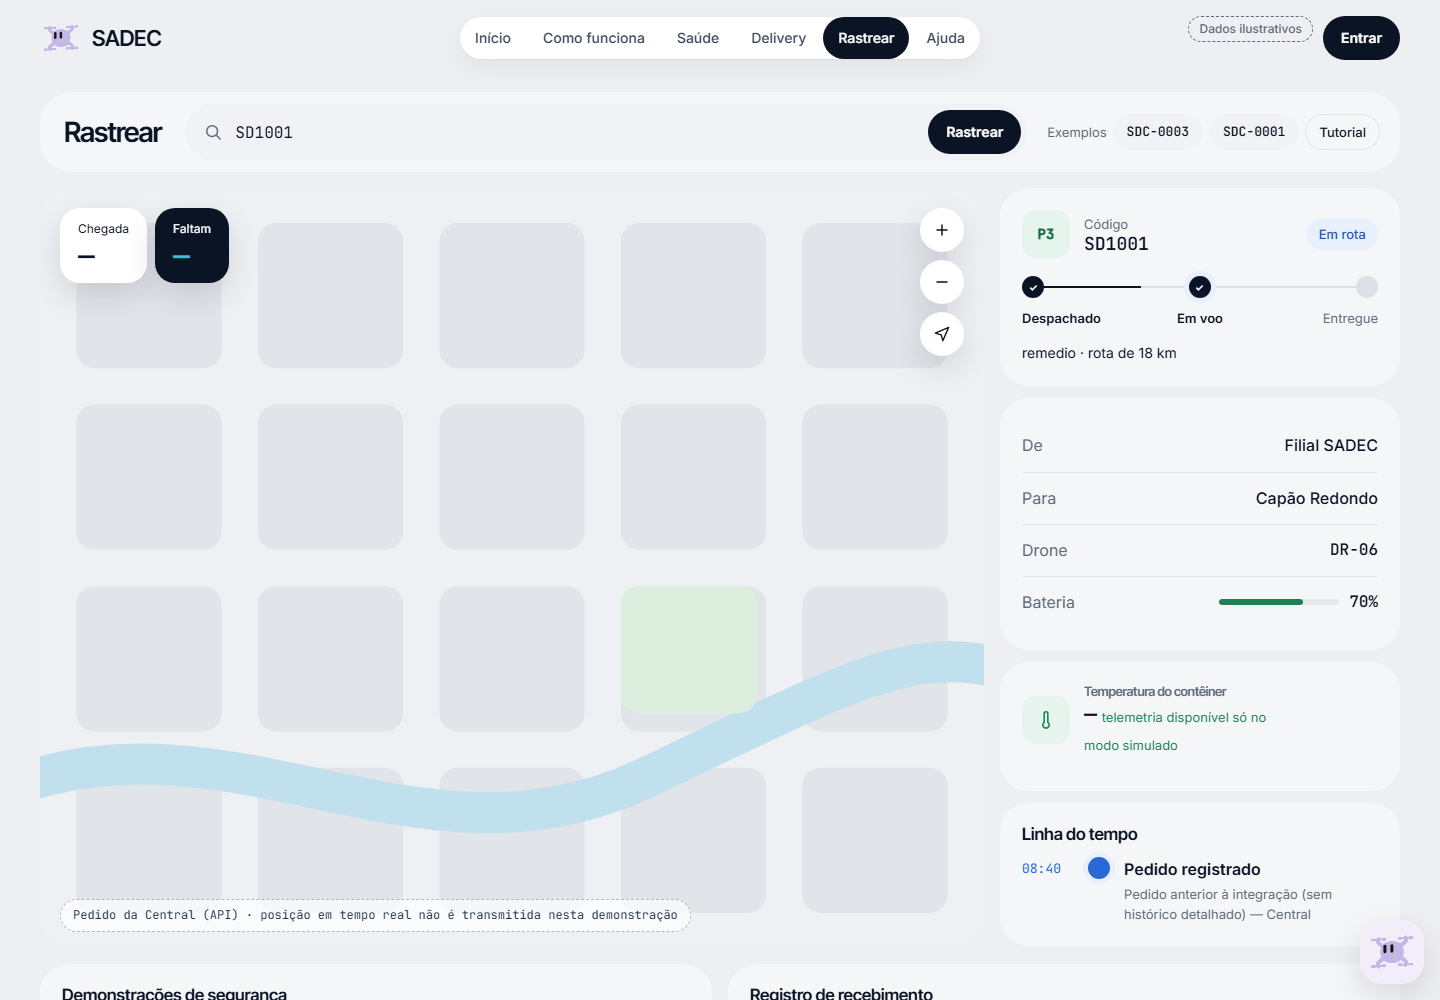 SADEC
Início
Como funciona
Saúde
Delivery
Rastrear
Ajuda
Dados ilustrativos
Entrar
Rastrear
SD1001
Rastrear
Exemplos
SDC-0003
SDC-0001
Tutorial
Chegada
—
Faltam
—
+
−
P3
Código
SD1001
Em rota
Despachado
Em voo
Entregue
remedio · rota de 18 km
De
Filial SADEC
Para
Capão Redondo
Drone
DR-06
Bateria
70%
Temperatura do contêiner
— telemetria disponível só no
modo simulado
Linha do tempo
08:40
Pedido registrado
Pedido anterior à integração (sem
histórico detalhado) — Central
Pedido da Central (API) · posição em tempo real não é transmitida nesta demonstração
Demonstrações de segurança
Registro de recebimento